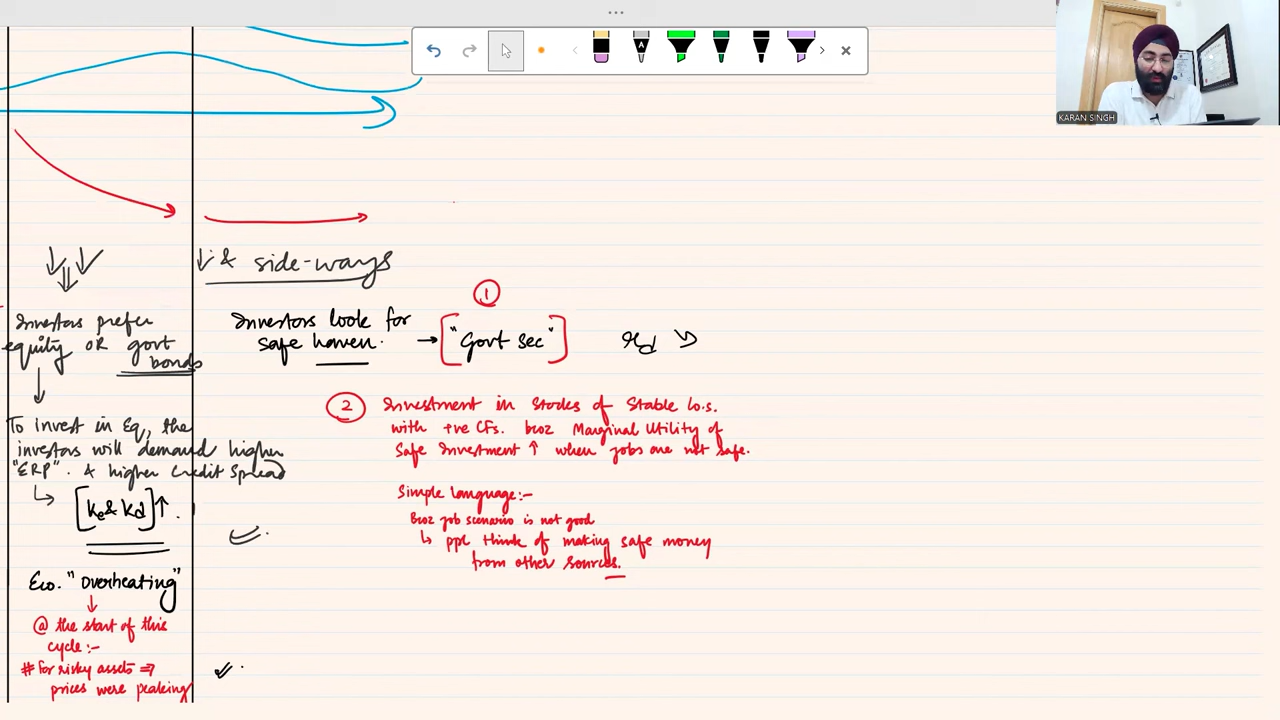 KARAN SINGH
A
↓ ↓
⇓
Investors prefer
equity OR govt
bonds
↓
To invest in Eq, the
investors will demand higher
"ERP". & higher Credit Spread
↳ [Ke & Kd]↑.
Eco. "Overheating"
↓
@ the start of this
cycle:-
# For risky assets ⇒
prices were peaking
↓ & side-ways
Investors look for
safe haven. → ["Govt Sec"]
①
② Investment in Stocks of Stable Co.s.
with +ve CFs. bcoz Marginal Utility of
Safe Investment ↑ when jobs are not safe.
Simple language:-
Bcoz job scenario is not good
↳ ppl think of making safe money
from other sources.